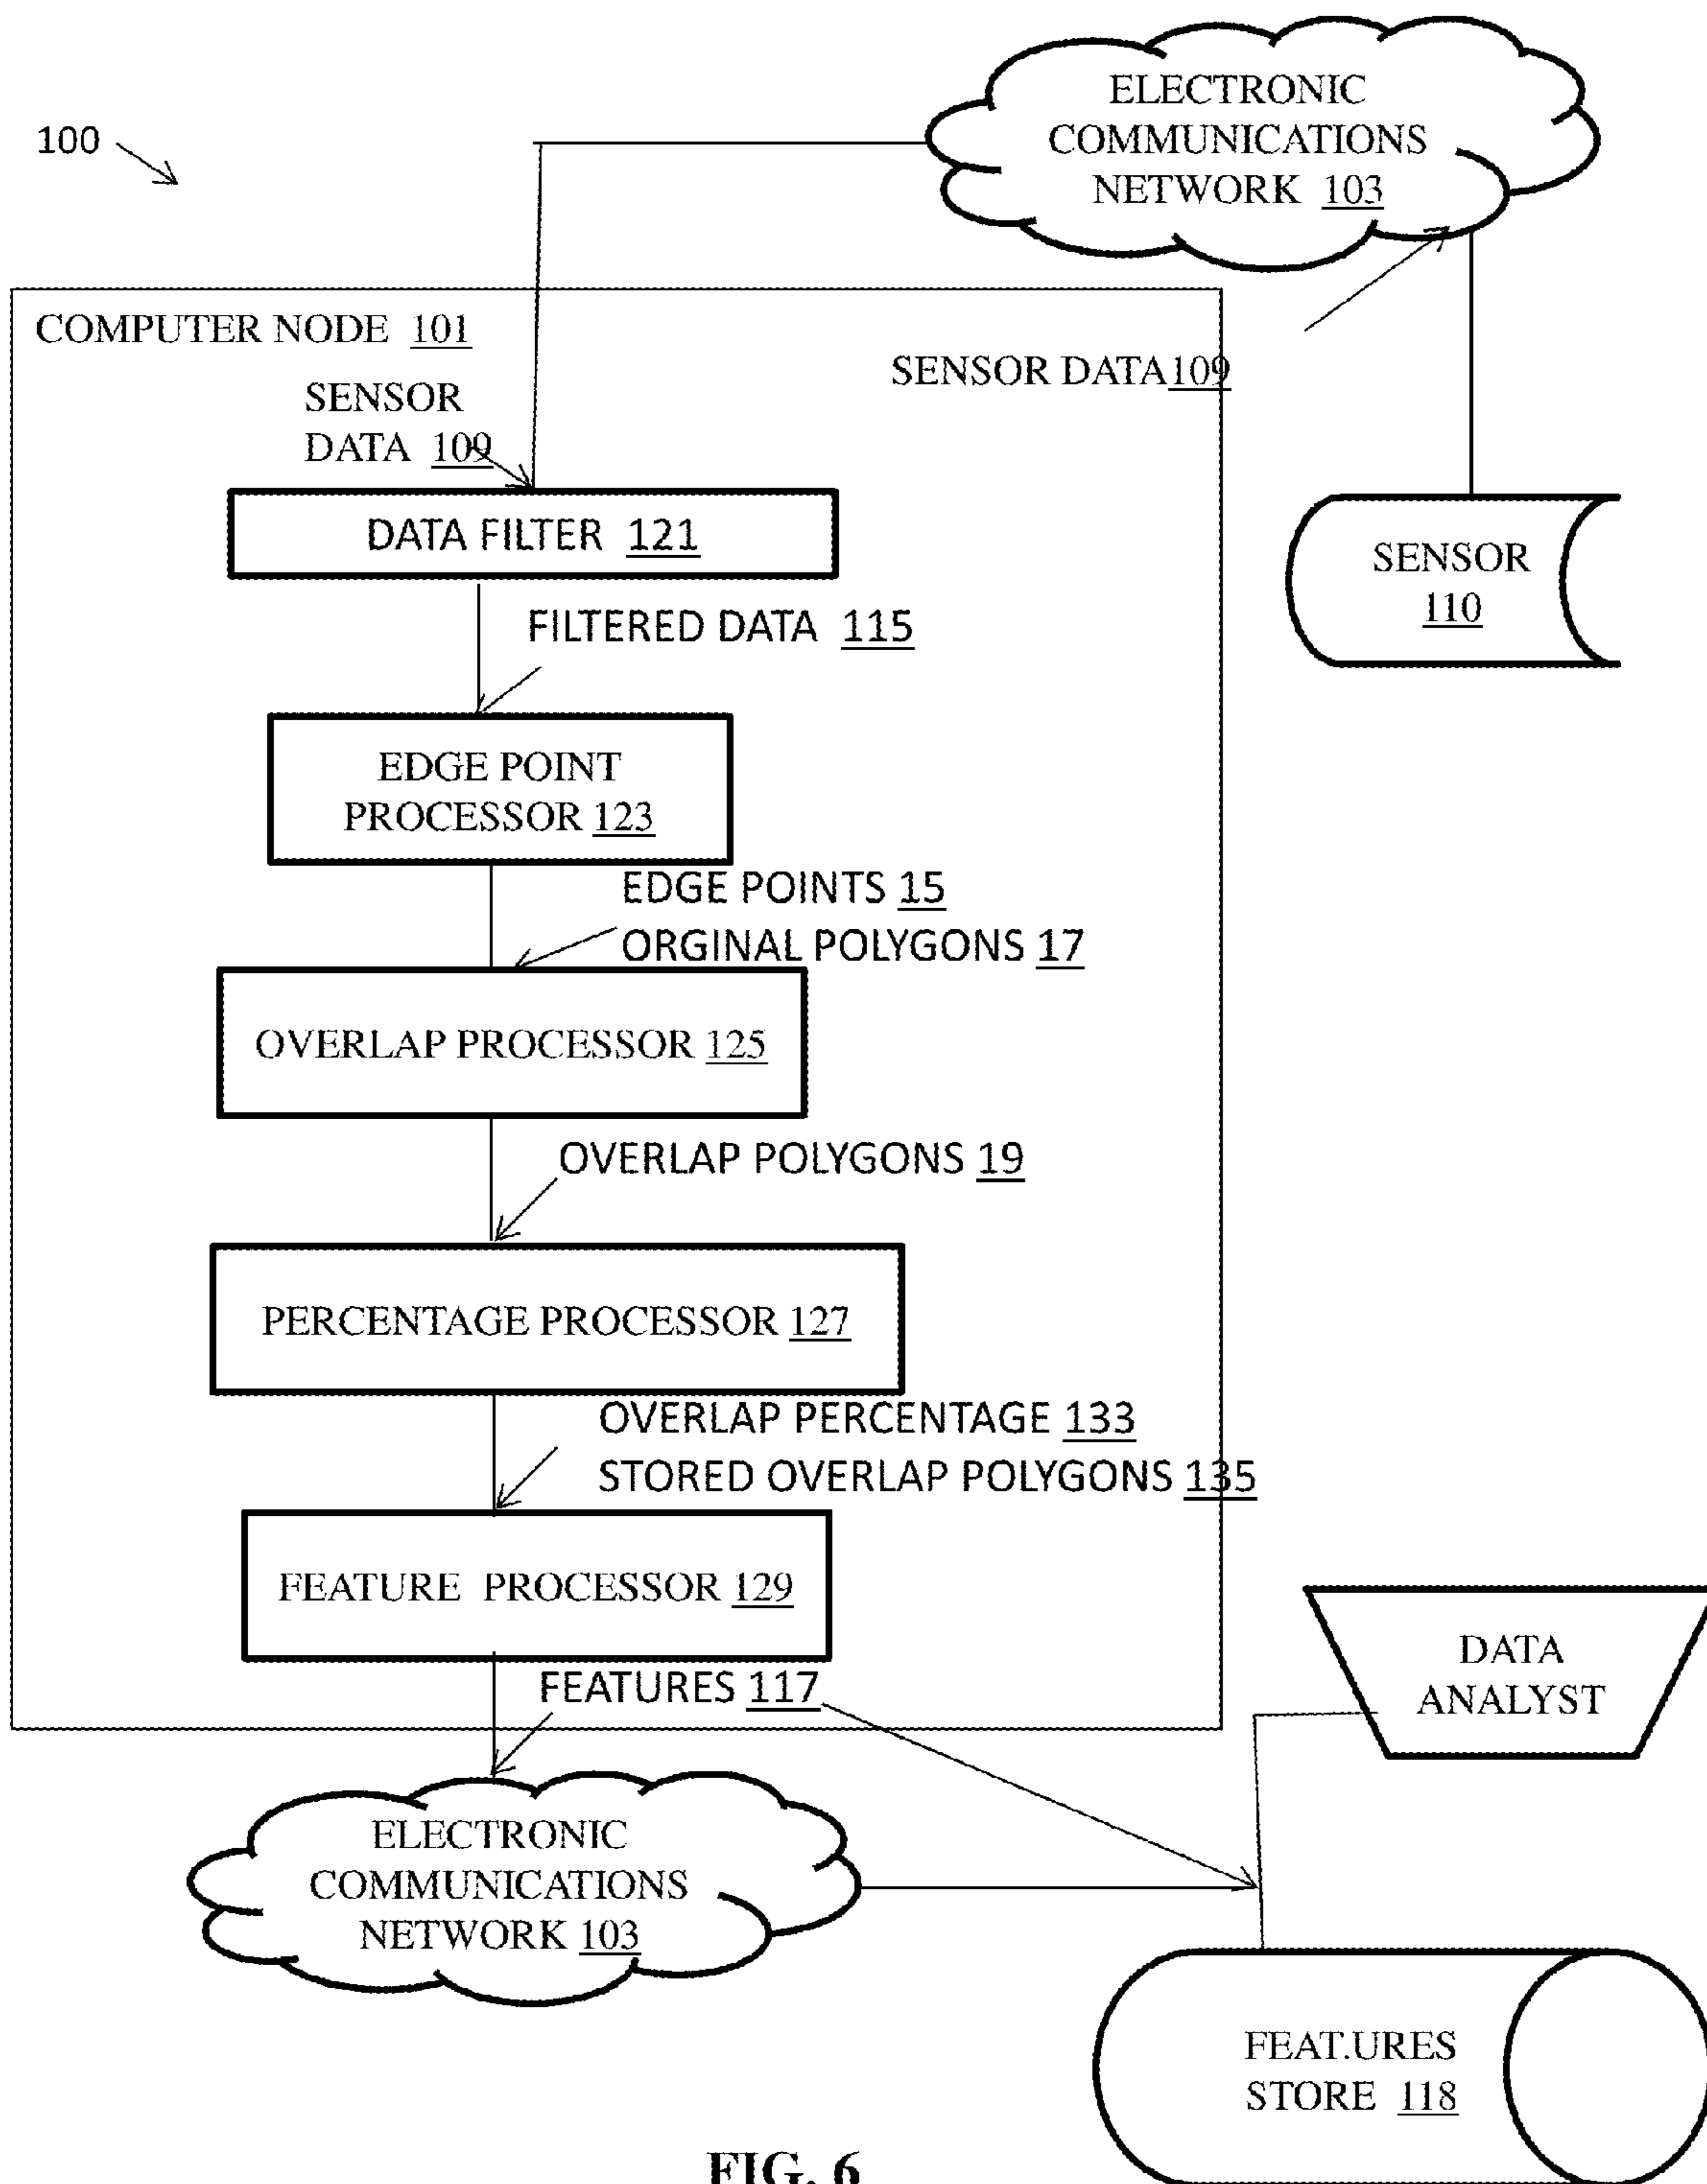 100
ELECTRONIC
COMMUNICATIONS
NETWORK 103
COMPUTER NODE 101
SENSOR DATA109
SENSOR
DATA 109
DATA FILTER 121
SENSOR
110
FILTERED DATA 115
EDGE POINT
PROCESSOR 123
EDGE POINTS 15
ORGINAL POLYGONS 17
OVERLAP PROCESSOR 125
OVERLAP POLYGONS 19
PERCENTAGE PROCESSOR 127
OVERLAP PERCENTAGE 133
STORED OVERLAP POLYGONS 135
FEATURE PROCESSOR 129
DATA
ANALYST
FEATURES 117
ELECTRONIC
COMMUNICATIONS
NETWORK 103
FEAT.URES
STORE 118
FIG. 6